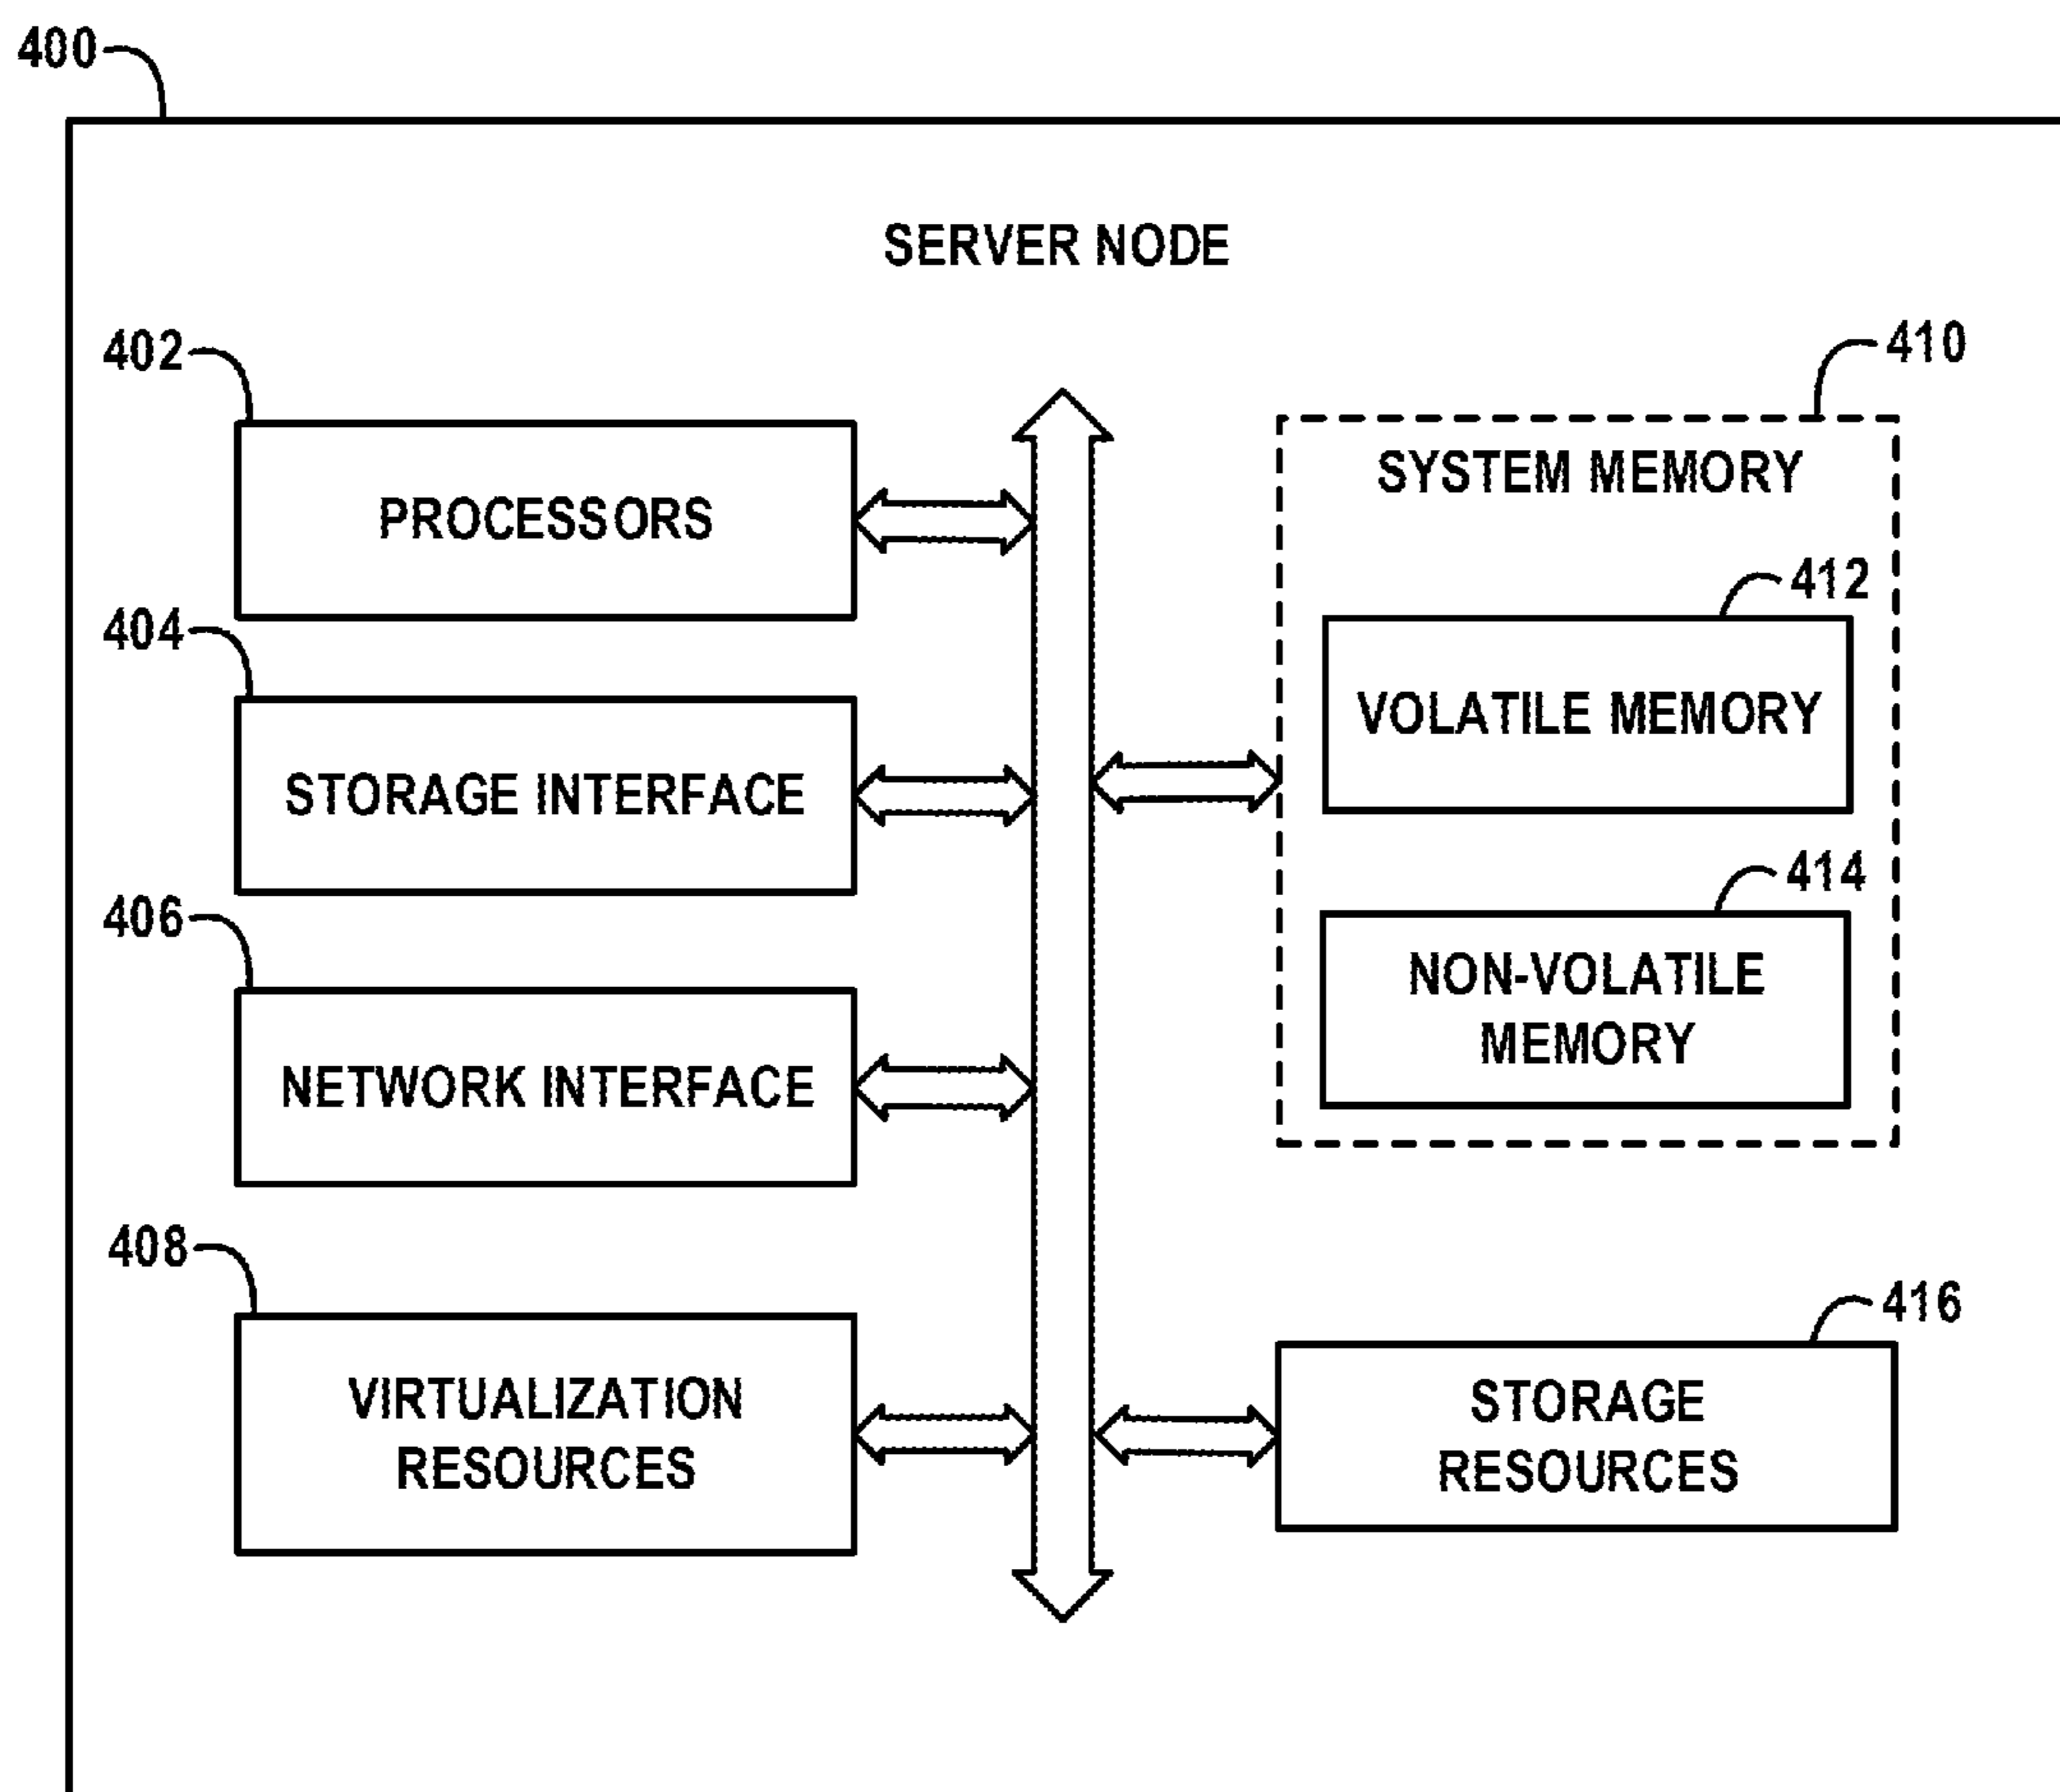 400
SERVER NODE
402
PROCESSORS
404
STORAGE INTERFACE
406
NETWORK INTERFACE
408
VIRTUALIZATION
RESOURCES
410
SYSTEM MEMORY
412
VOLATILE MEMORY
414
NON-VOLATILE
MEMORY
416
STORAGE
RESOURCES